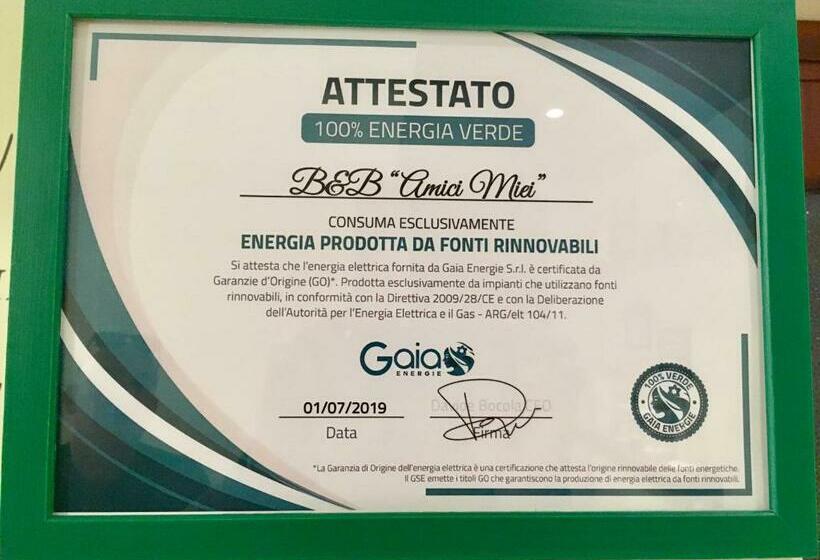 ATTESTATO
100% ENERGIA VERDE
B&B "Amici Miei"
CONSUMA ESCLUSIVAMENTE
ENERGIA PRODOTTA DA FONTI RINNOVABILI
Si attesta che l'energia elettrica fornita da Gaia Energie S.r.l. è certificata da
Garanzie d'Origine (GO)*. Prodotta esclusivamente da impianti che utilizzano fonti
rinnovabili, in conformità con la Direttiva 2009/28/CE e con la Deliberazione
dell'Autorità per l'Energia Elettrica e il Gas - ARG/elt 104/11.
Gaia
ENERGIE
100% VERDE
GAIA ENERGIE
01/07/2019
Davide Bocola CEO
Data
Firma
*La Garanzia di Origine dell'energia elettrica è una certificazione che attesta l'origine rinnovabile delle fonti energetiche.
Il GSE emette i titoli GO che garantiscono la produzione di energia elettrica da fonti rinnovabili.